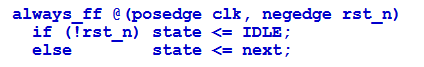 always_ff @(posedge clk, negedge rst_n)
  if (!rst_n) state <= IDLE;
  else        state <= next;